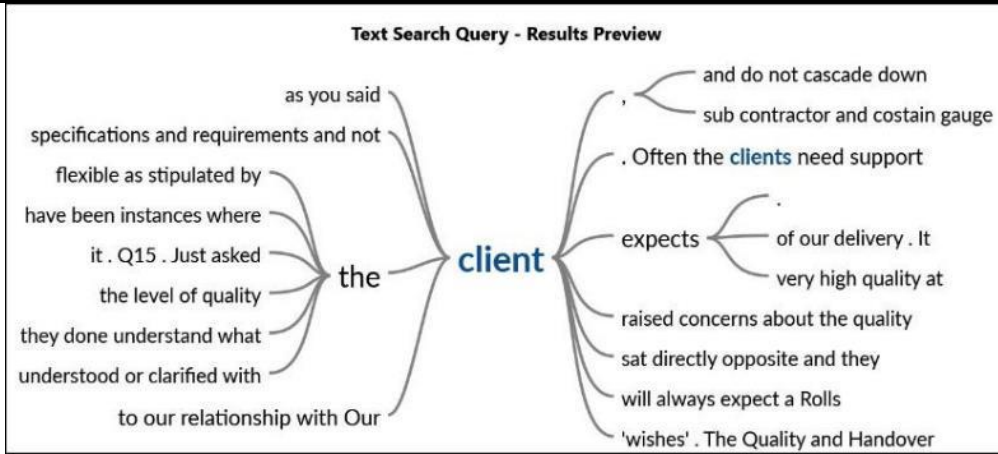 Text Search Query - Results Preview
as you said
specifications and requirements and not
flexible as stipulated by
have been instances where
it . Q15 . Just asked
the level of quality
they done understand what
understood or clarified with
the
to our relationship with Our
client
,
and do not cascade down
sub contractor and costain gauge
. Often the clients need support
expects
.
of our delivery . It
very high quality at
raised concerns about the quality
sat directly opposite and they
will always expect a Rolls
'wishes' . The Quality and Handover